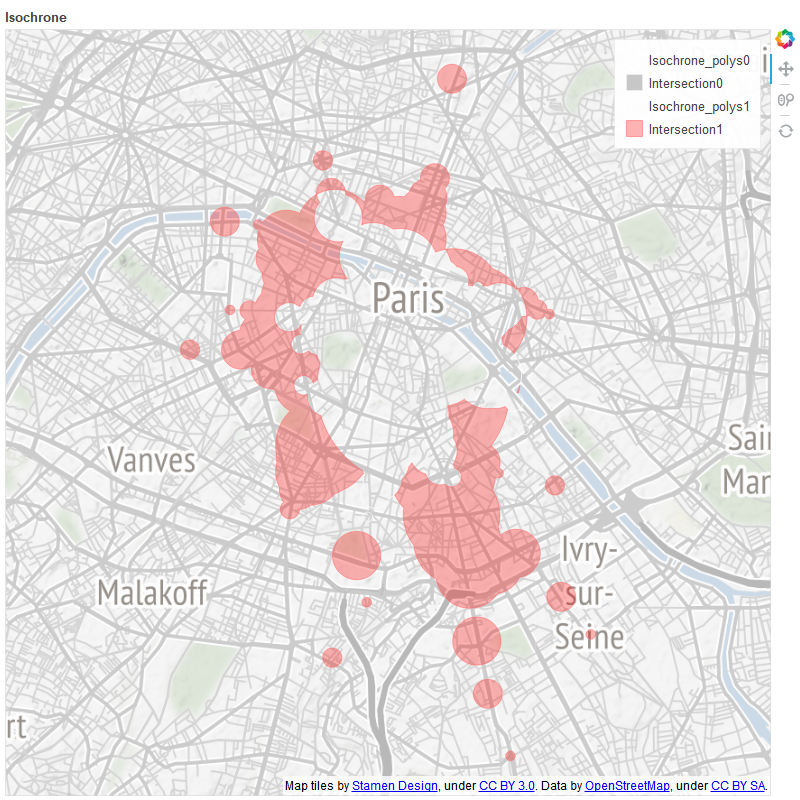 Isochrone
Isochrone_polys0
Intersection0
Isochrone_polys1
Intersection1
Paris
Vanves
Sain
Mar
Ivry-
sur-
Seine
Malakoff
rt
Map tiles by Stamen Design, under CC BY 3.0. Data by OpenStreetMap, under CC BY SA.